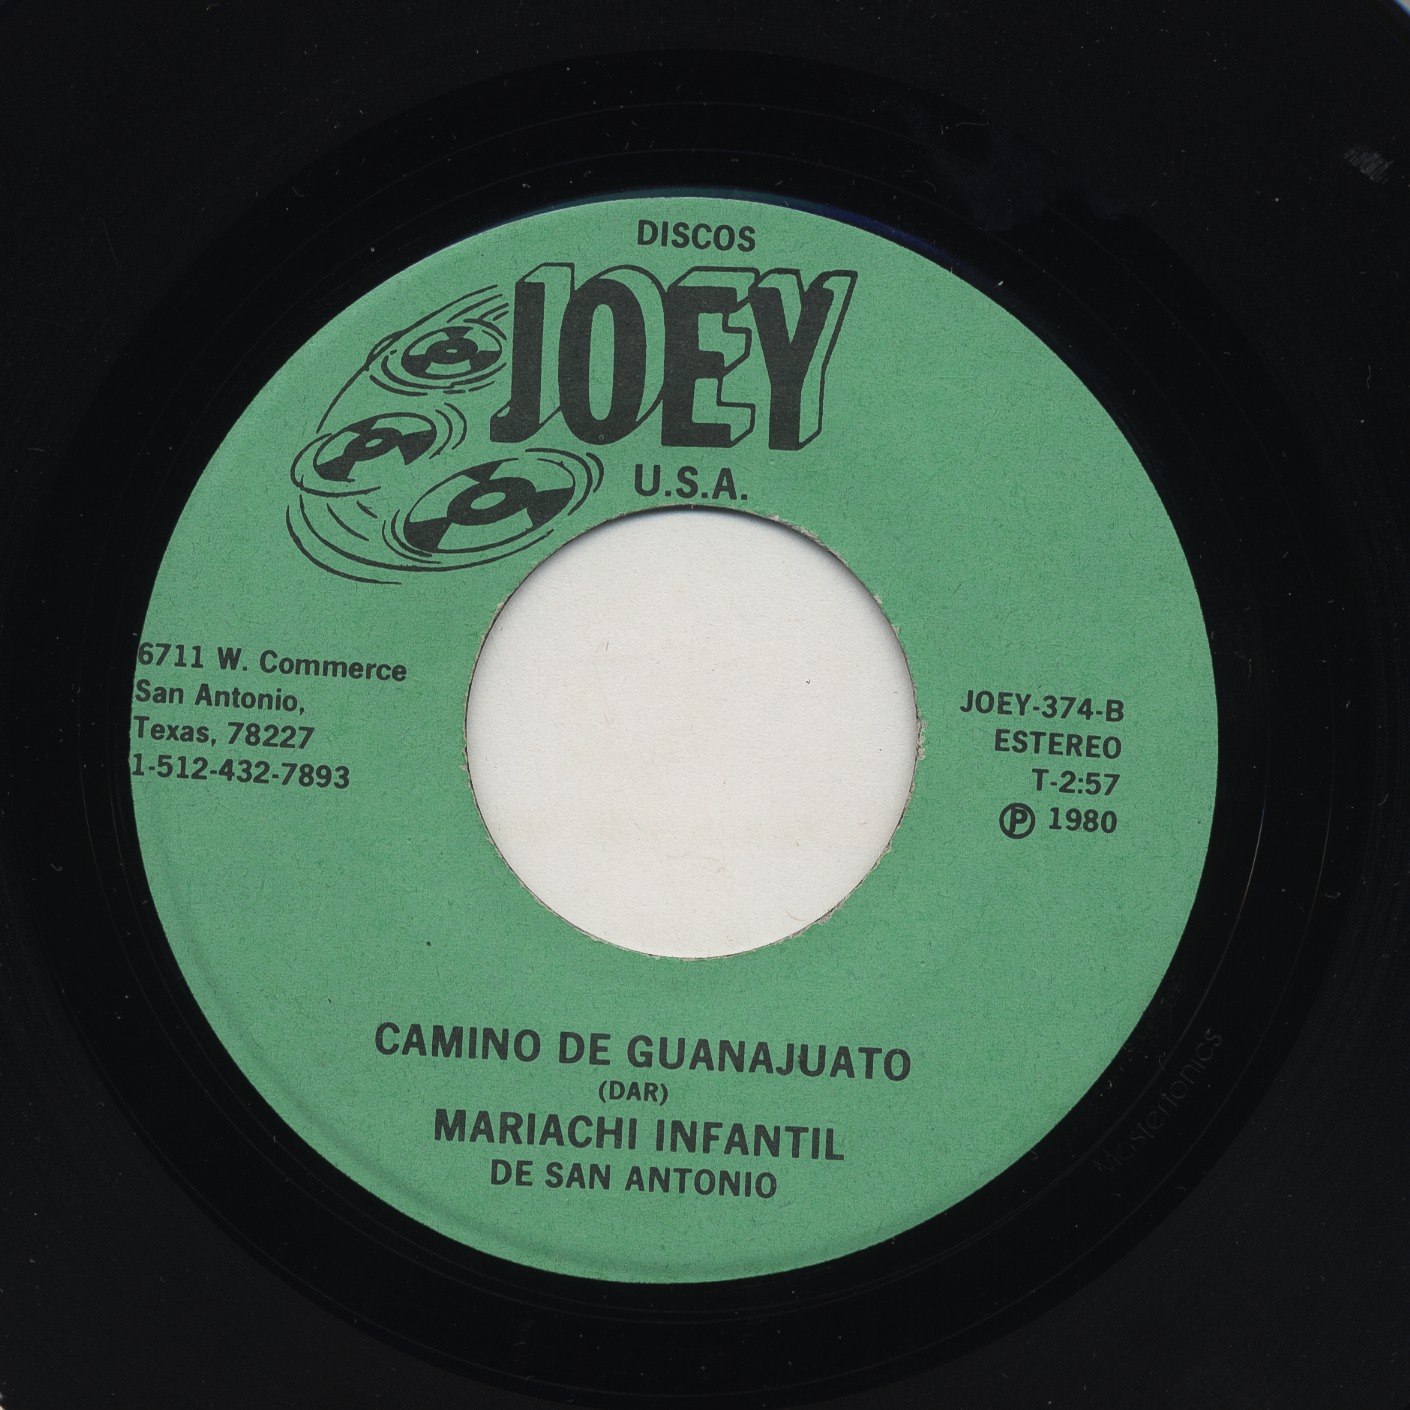 DISCOS
JOEY
U.S.A.
6711 W. Commerce
San Antonio,
Texas, 78227
1-512-432-7893
JOEY-374-B
ESTEREO
T-2:57
Ⓟ 1980
CAMINO DE GUANAJUATO
(DAR)
MARIACHI INFANTIL
DE SAN ANTONIO
Mastertonics